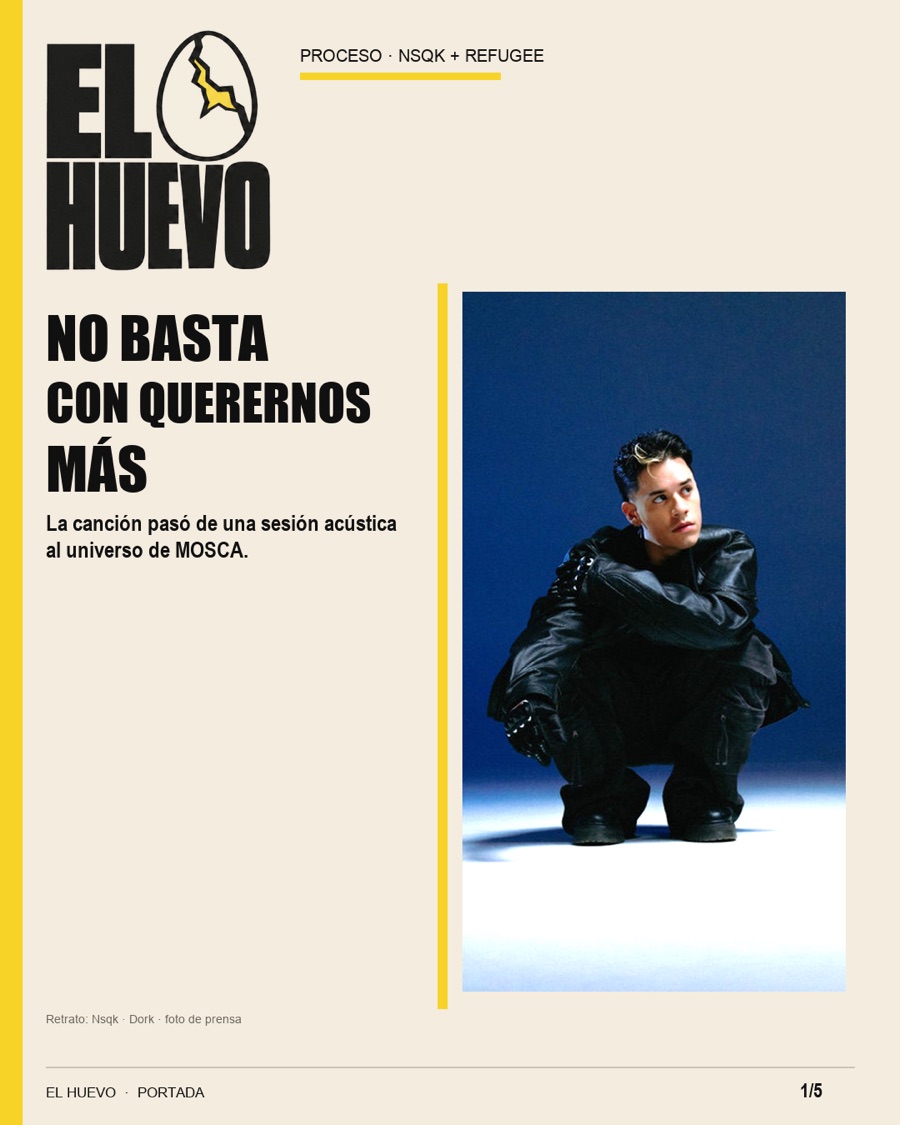 EL
HUEVO
PROCESO · NSQK + REFUGEE
NO BASTA
CON QUERERNOS
MÁS
La canción pasó de una sesión acústica
al universo de MOSCA.
Retrato: Nsqk · Dork · foto de prensa
EL HUEVO · PORTADA
1/5